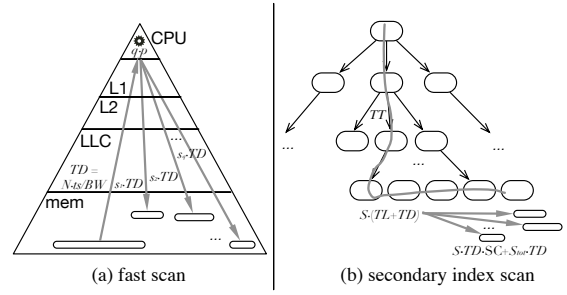 CPU
q·p
L1
L2
LLC
...
TD =
N·ts/BW
s₁·TD
s₂·TD
s_q·TD
mem
...
(a) fast scan
TT
...
...
...
S·(TL+TD)
...
S·TD·SC+S_tot·TD
(b) secondary index scan